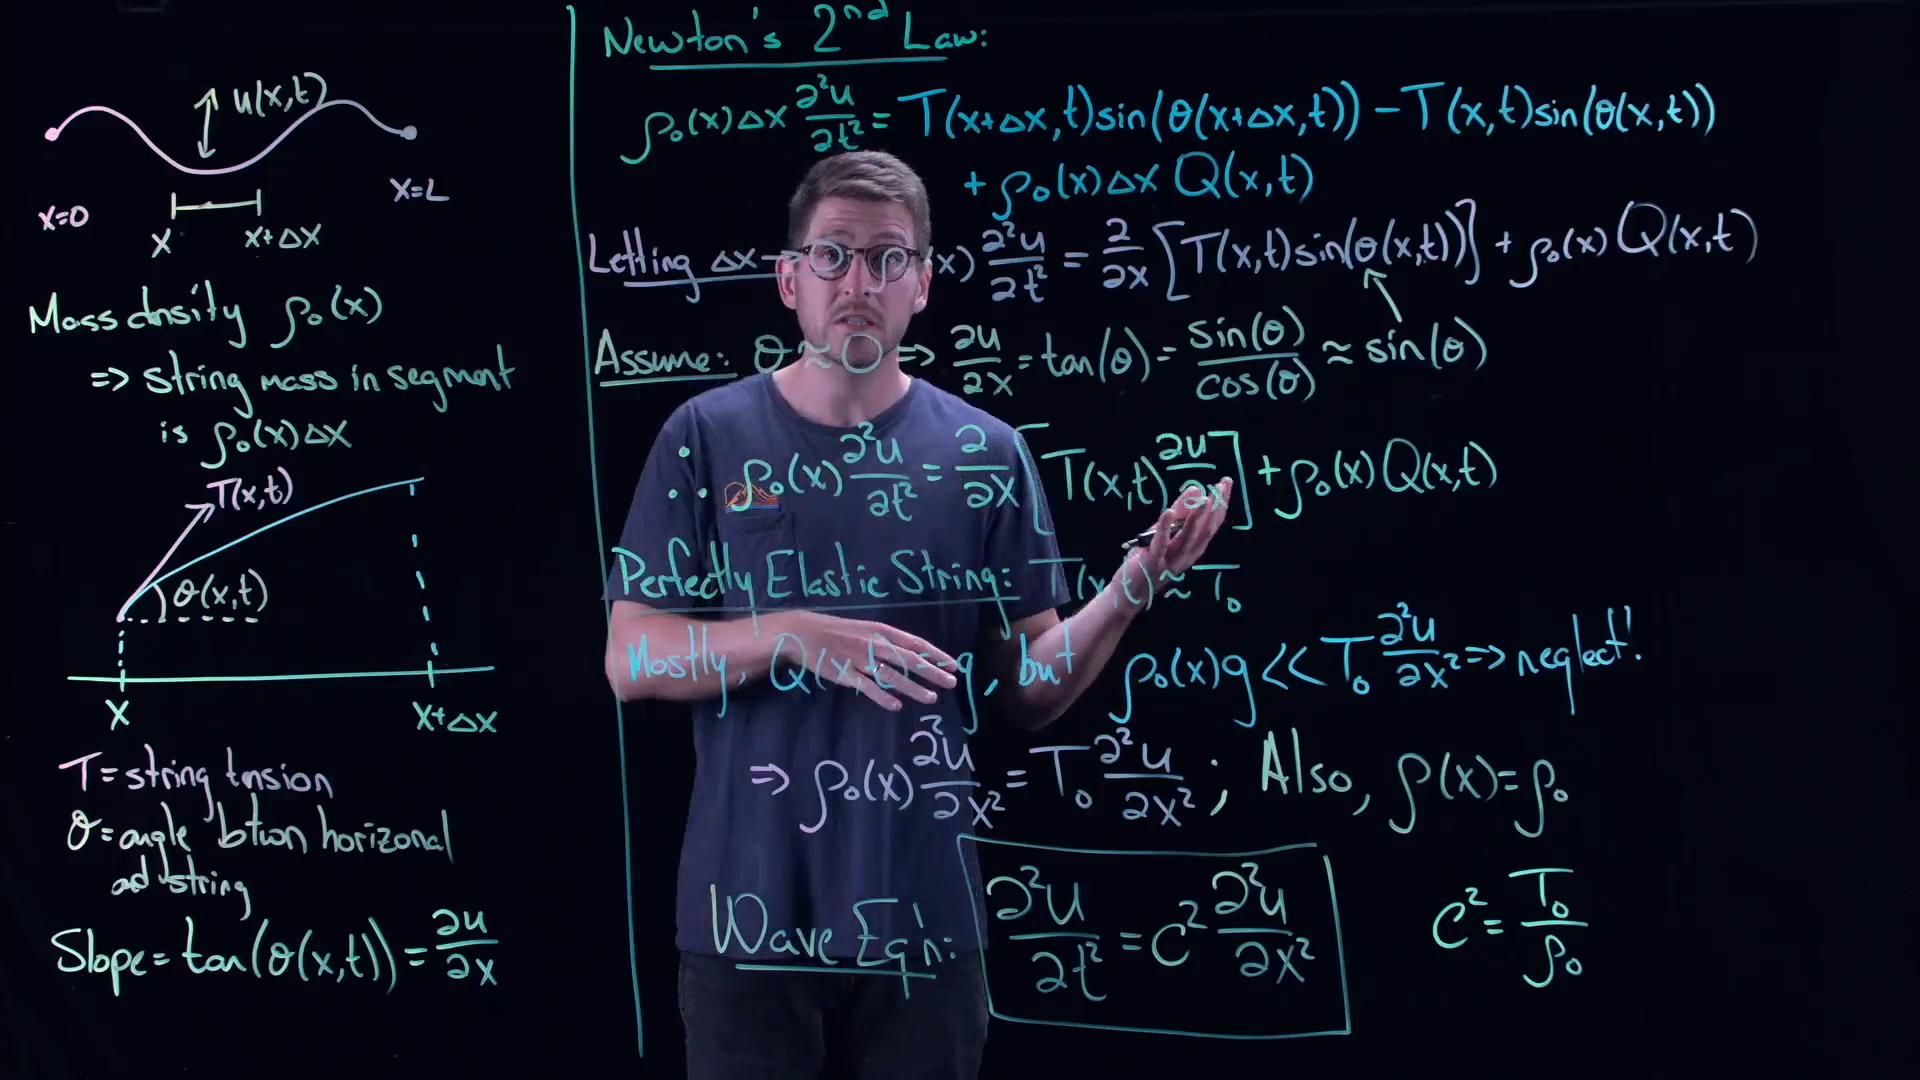 u(x,t)
x=0
x=L
x
x+Δx
Mass density ρ₀(x)
=> string mass in segment
is ρ₀(x)Δx
T(x,t)
θ(x,t)
x
x+Δx
T=string tension
θ=angle btwn horizonal
and string
Slope=tan(θ(x,t))=∂u/∂x
Newton's 2nd Law:
ρ₀(x)Δx ∂²u/∂t² = T(x+Δx,t)sin(θ(x+Δx,t)) - T(x,t)sin(θ(x,t))
+ ρ₀(x)Δx Q(x,t)
Letting Δx (x) ∂²u/∂t² = ∂/∂x [T(x,t)sin(θ(x,t))] + ρ₀(x) Q(x,t)
Assume: θ≈0 => ∂u/∂x = tan(θ) = sin(θ)/cos(θ) ≈ sin(θ)
∴ ρ₀(x) ∂²u/∂t² = ∂/∂x [T(x,t) ∂u/∂x] + ρ₀(x) Q(x,t)
Perfectly Elastic String: T(x,t) ≈ T₀
Mostly, Q(x,t)=-g, but ρ₀(x)g << T₀ ∂²u/∂x² => neglect!
=> ρ₀(x) ∂²u/∂x² = T₀ ∂²u/∂x² ; Also, ρ(x)=ρ₀
Wave Eq'n: ∂²u/∂t² = c² ∂²u/∂x²
c² = T₀/ρ₀